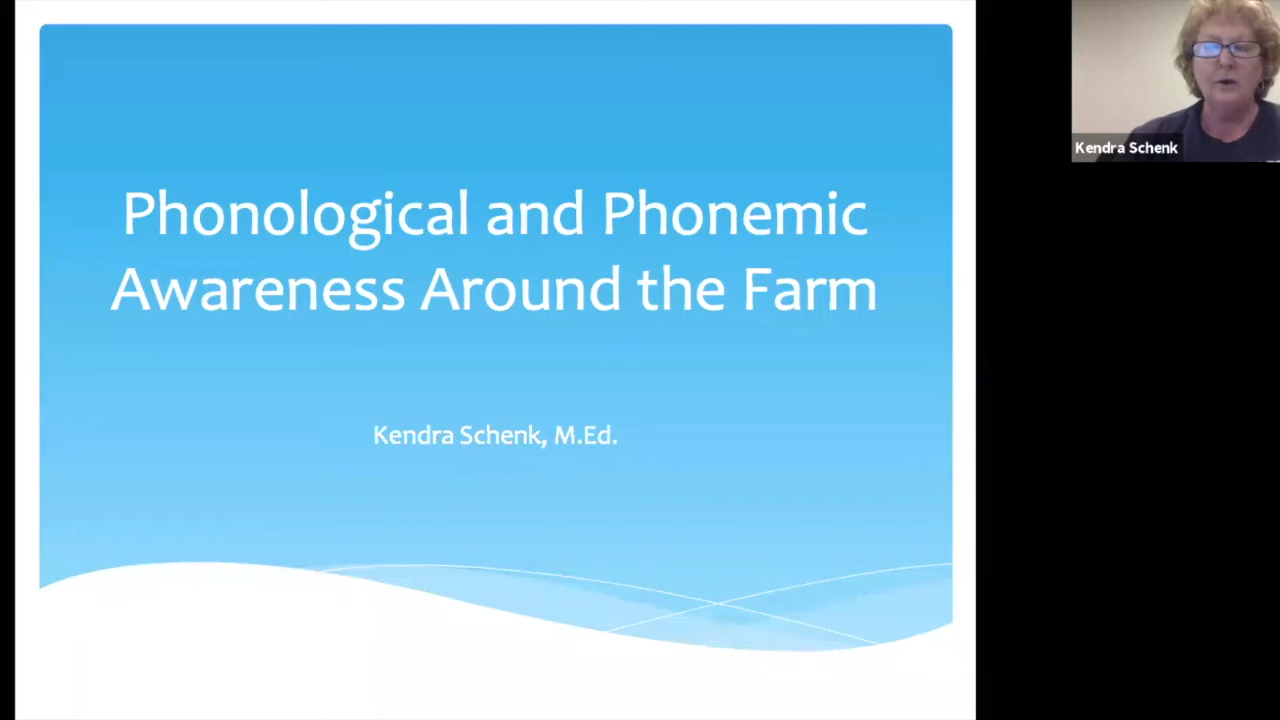 Phonological and Phonemic
Awareness Around the Farm
Kendra Schenk, M.Ed.
Kendra Schenk